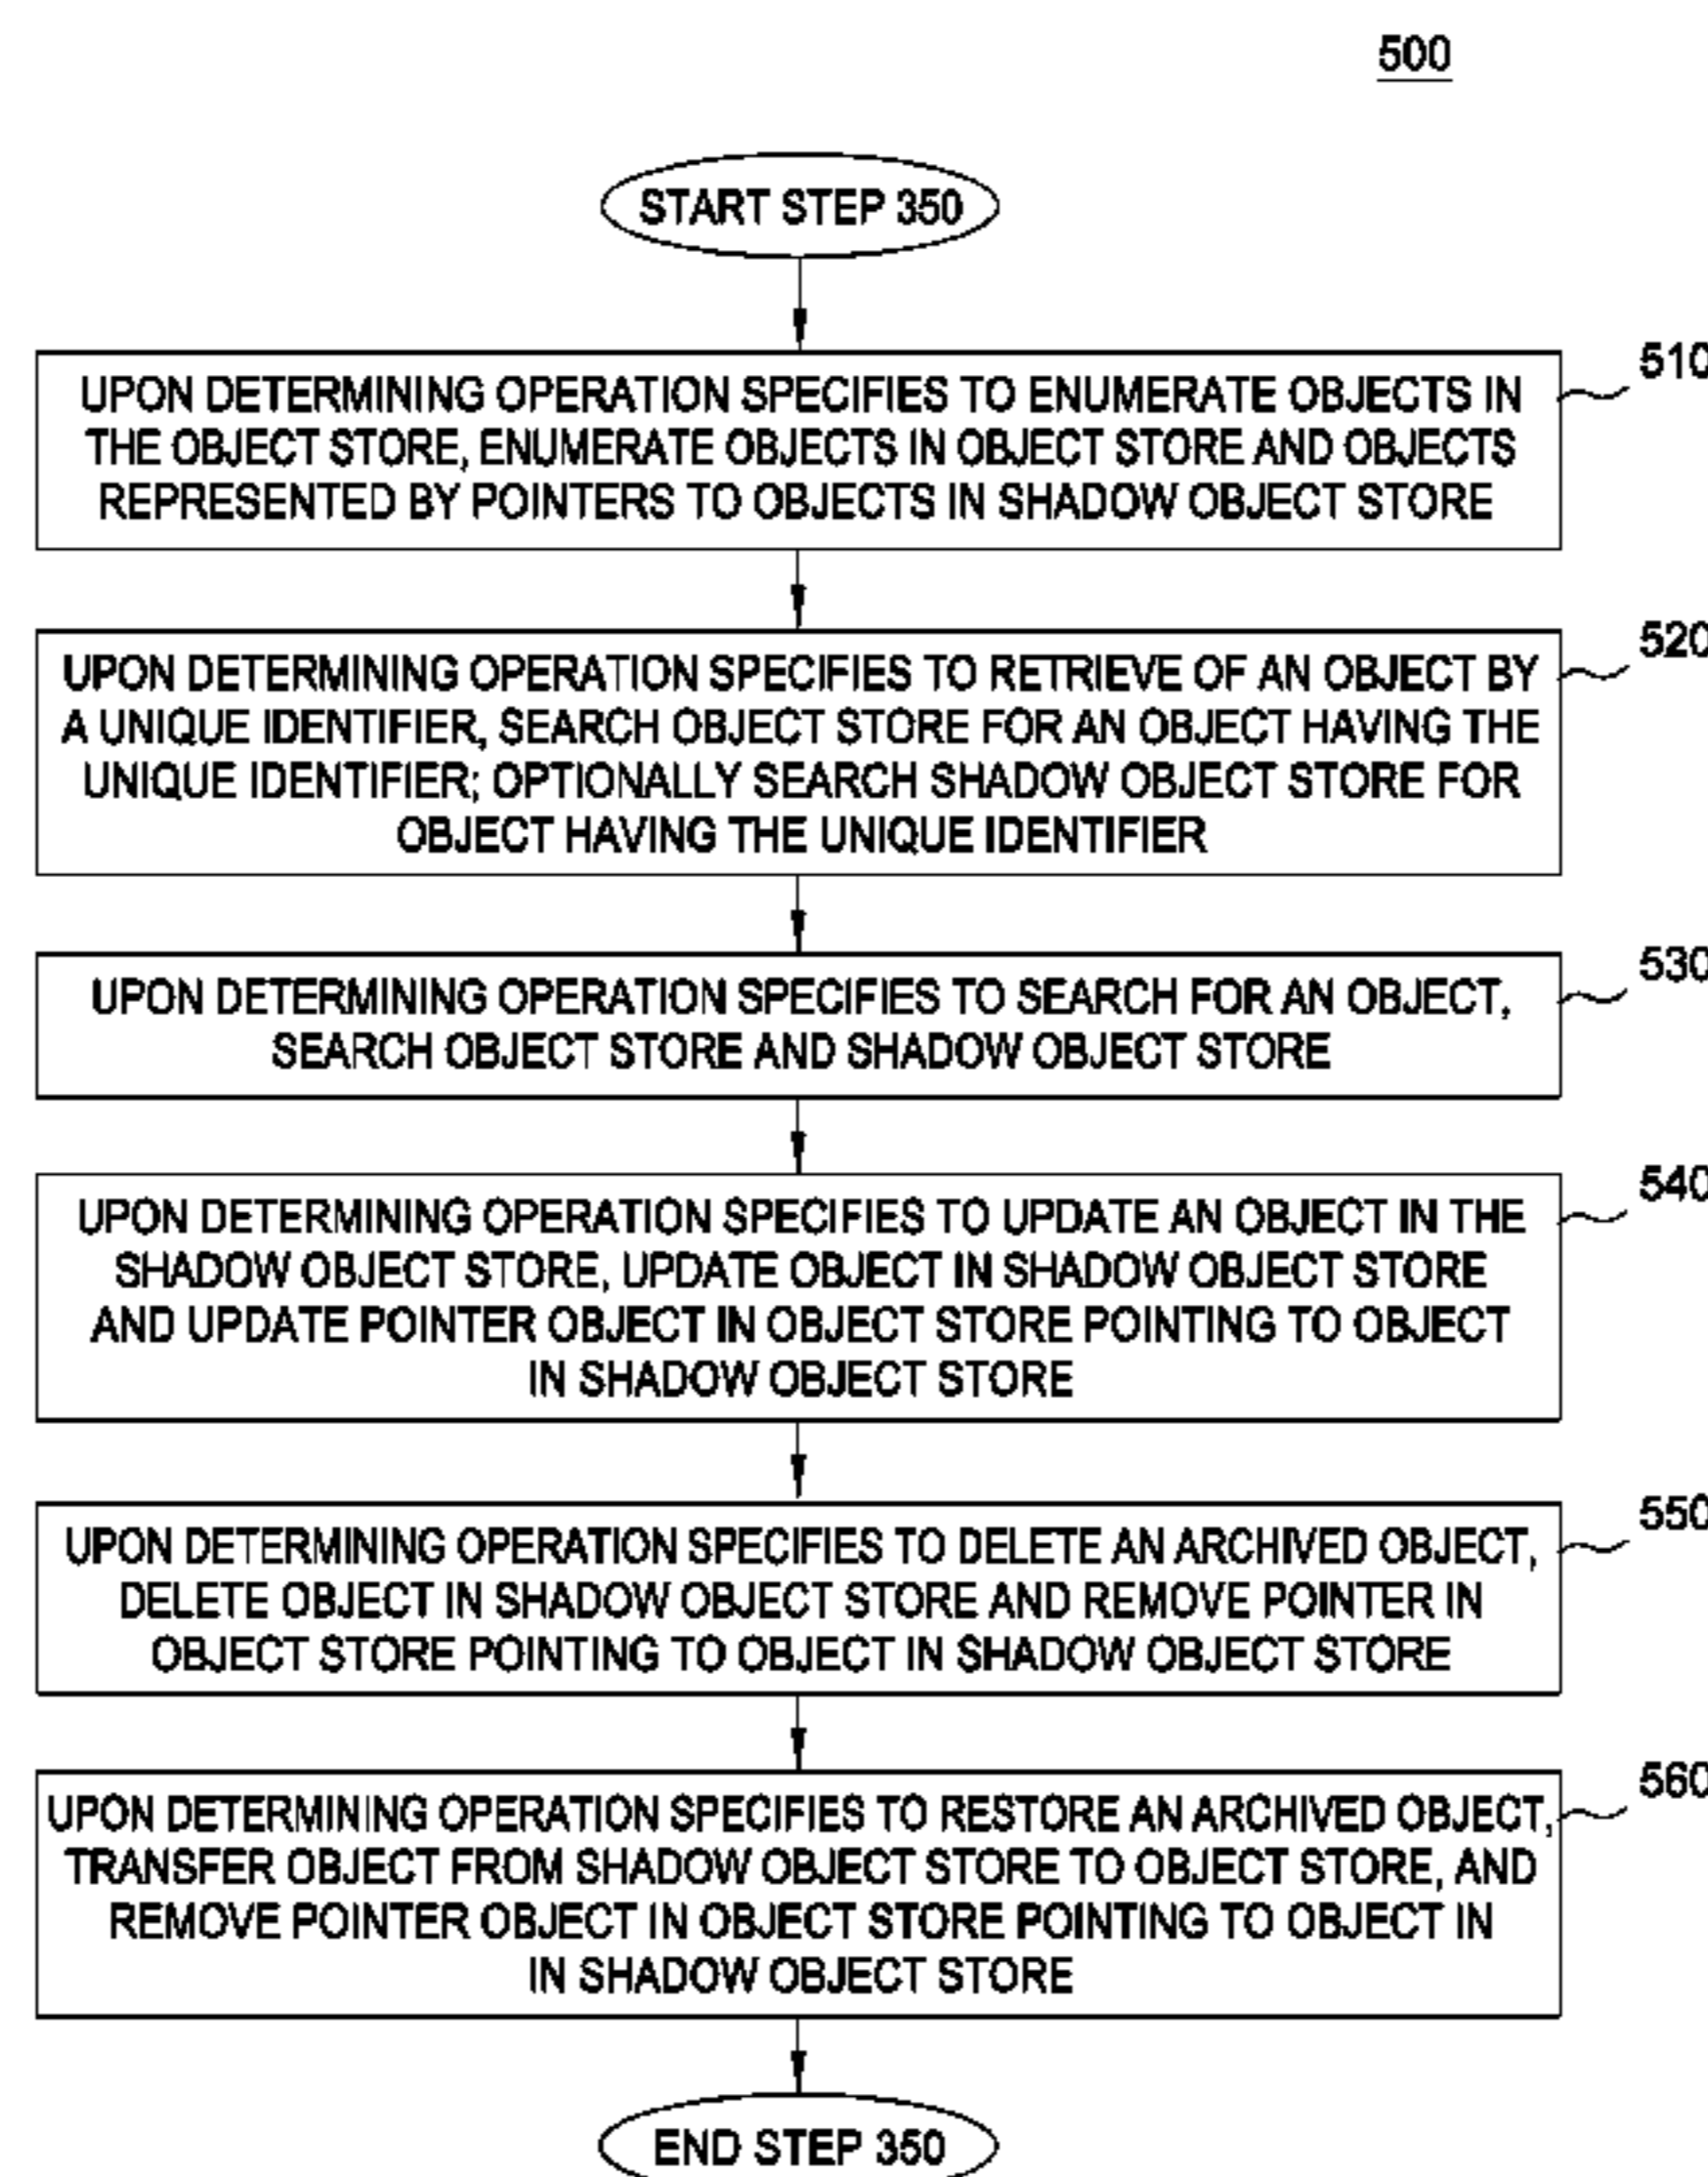 500
START STEP 350
510
UPON DETERMINING OPERATION SPECIFIES TO ENUMERATE OBJECTS IN
THE OBJECT STORE, ENUMERATE OBJECTS IN OBJECT STORE AND OBJECTS
REPRESENTED BY POINTERS TO OBJECTS IN SHADOW OBJECT STORE
520
UPON DETERMINING OPERATION SPECIFIES TO RETRIEVE OF AN OBJECT BY
A UNIQUE IDENTIFIER, SEARCH OBJECT STORE FOR AN OBJECT HAVING THE
UNIQUE IDENTIFIER; OPTIONALLY SEARCH SHADOW OBJECT STORE FOR
OBJECT HAVING THE UNIQUE IDENTIFIER
530
UPON DETERMINING OPERATION SPECIFIES TO SEARCH FOR AN OBJECT,
SEARCH OBJECT STORE AND SHADOW OBJECT STORE
540
UPON DETERMINING OPERATION SPECIFIES TO UPDATE AN OBJECT IN THE
SHADOW OBJECT STORE, UPDATE OBJECT IN SHADOW OBJECT STORE
AND UPDATE POINTER OBJECT IN OBJECT STORE POINTING TO OBJECT
IN SHADOW OBJECT STORE
550
UPON DETERMINING OPERATION SPECIFIES TO DELETE AN ARCHIVED OBJECT,
DELETE OBJECT IN SHADOW OBJECT STORE AND REMOVE POINTER IN
OBJECT STORE POINTING TO OBJECT IN SHADOW OBJECT STORE
560
UPON DETERMINING OPERATION SPECIFIES TO RESTORE AN ARCHIVED OBJECT,
TRANSFER OBJECT FROM SHADOW OBJECT STORE TO OBJECT STORE, AND
REMOVE POINTER OBJECT IN OBJECT STORE POINTING TO OBJECT IN
IN SHADOW OBJECT STORE
END STEP 350